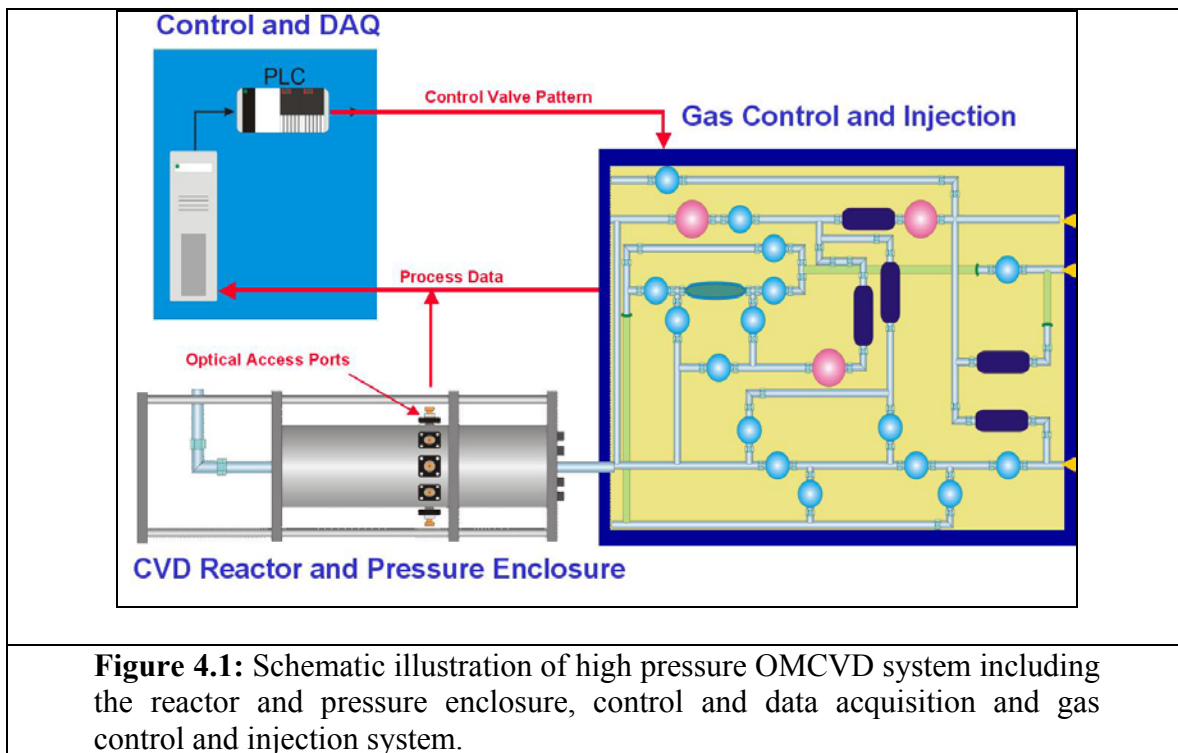 Control and DAQ
PLC
Control Valve Pattern
Gas Control and Injection
Process Data
Optical Access Ports
CVD Reactor and Pressure Enclosure
Figure 4.1: Schematic illustration of high pressure OMCVD system including
the reactor and pressure enclosure, control and data acquisition and gas
control and injection system.